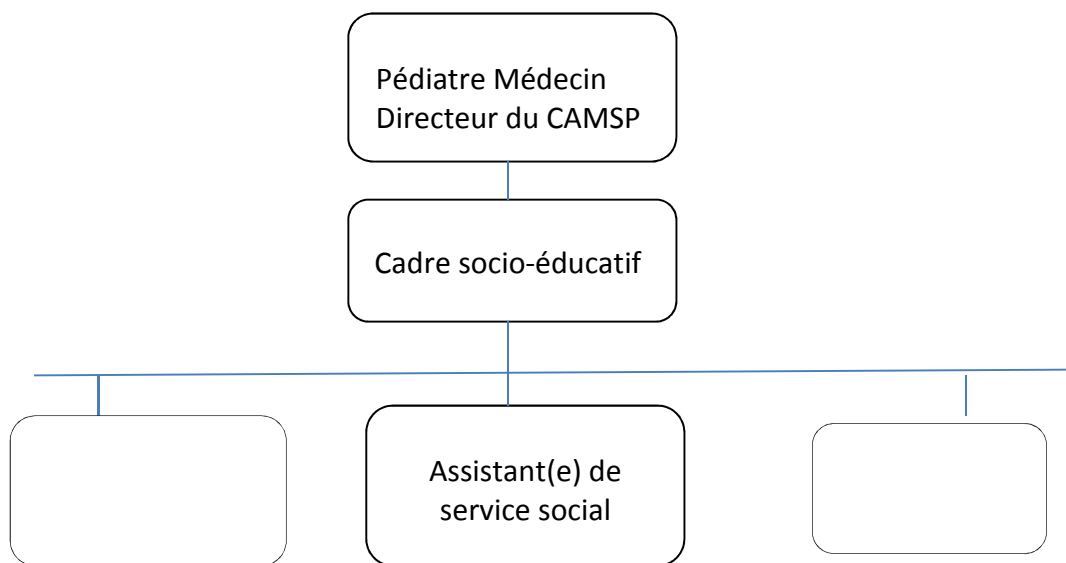 Pédiatre Médecin
Directeur du CAMSP
Cadre socio-éducatif
Assistant(e) de
service social